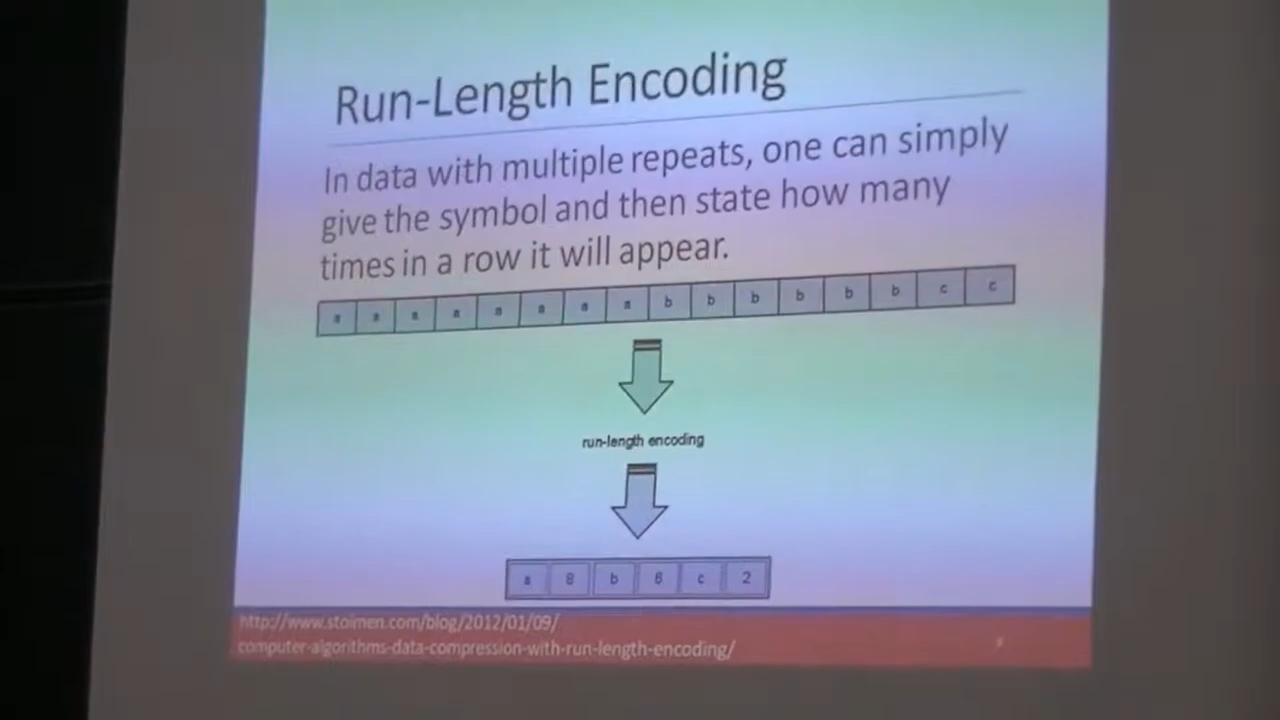 Run-Length Encoding
In data with multiple repeats, one can simply
give the symbol and then state how many
times in a row it will appear.
a a a a a a a a b b b b b b c c
run-length encoding
a 8 b 6 c 2
http://www.stoimen.com/blog/2012/01/09/
computer-algorithms-data-compression-with-run-length-encoding/